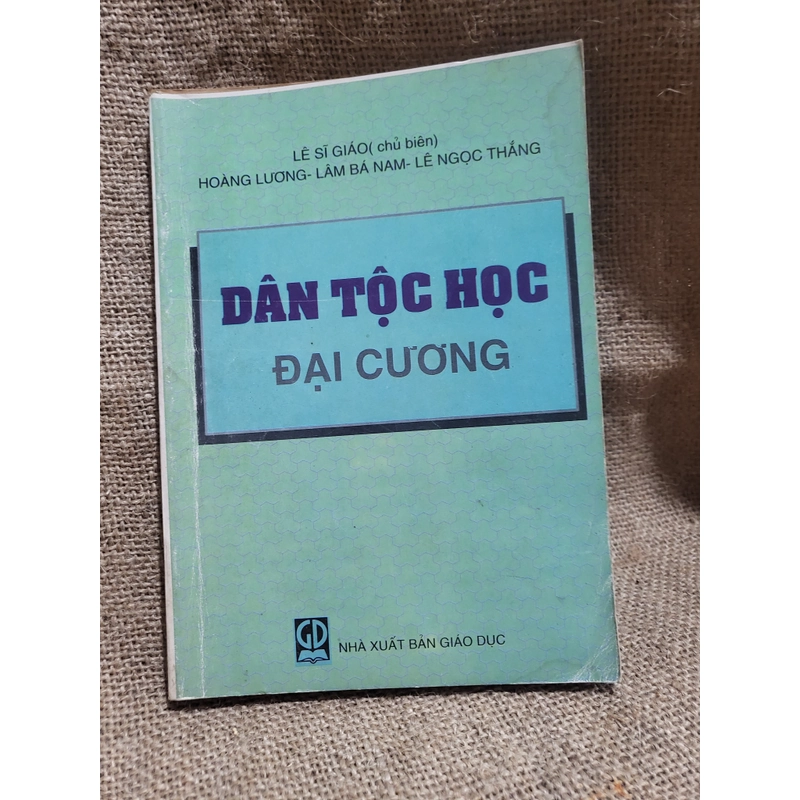 LÊ SĨ GIÁO( chủ biên)
HOÀNG LƯƠNG- LÂM BÁ NAM- LÊ NGỌC THẮNG
DÂN TỘC HỌC
ĐẠI CƯƠNG
GD
NHÀ XUẤT BẢN GIÁO DỤC